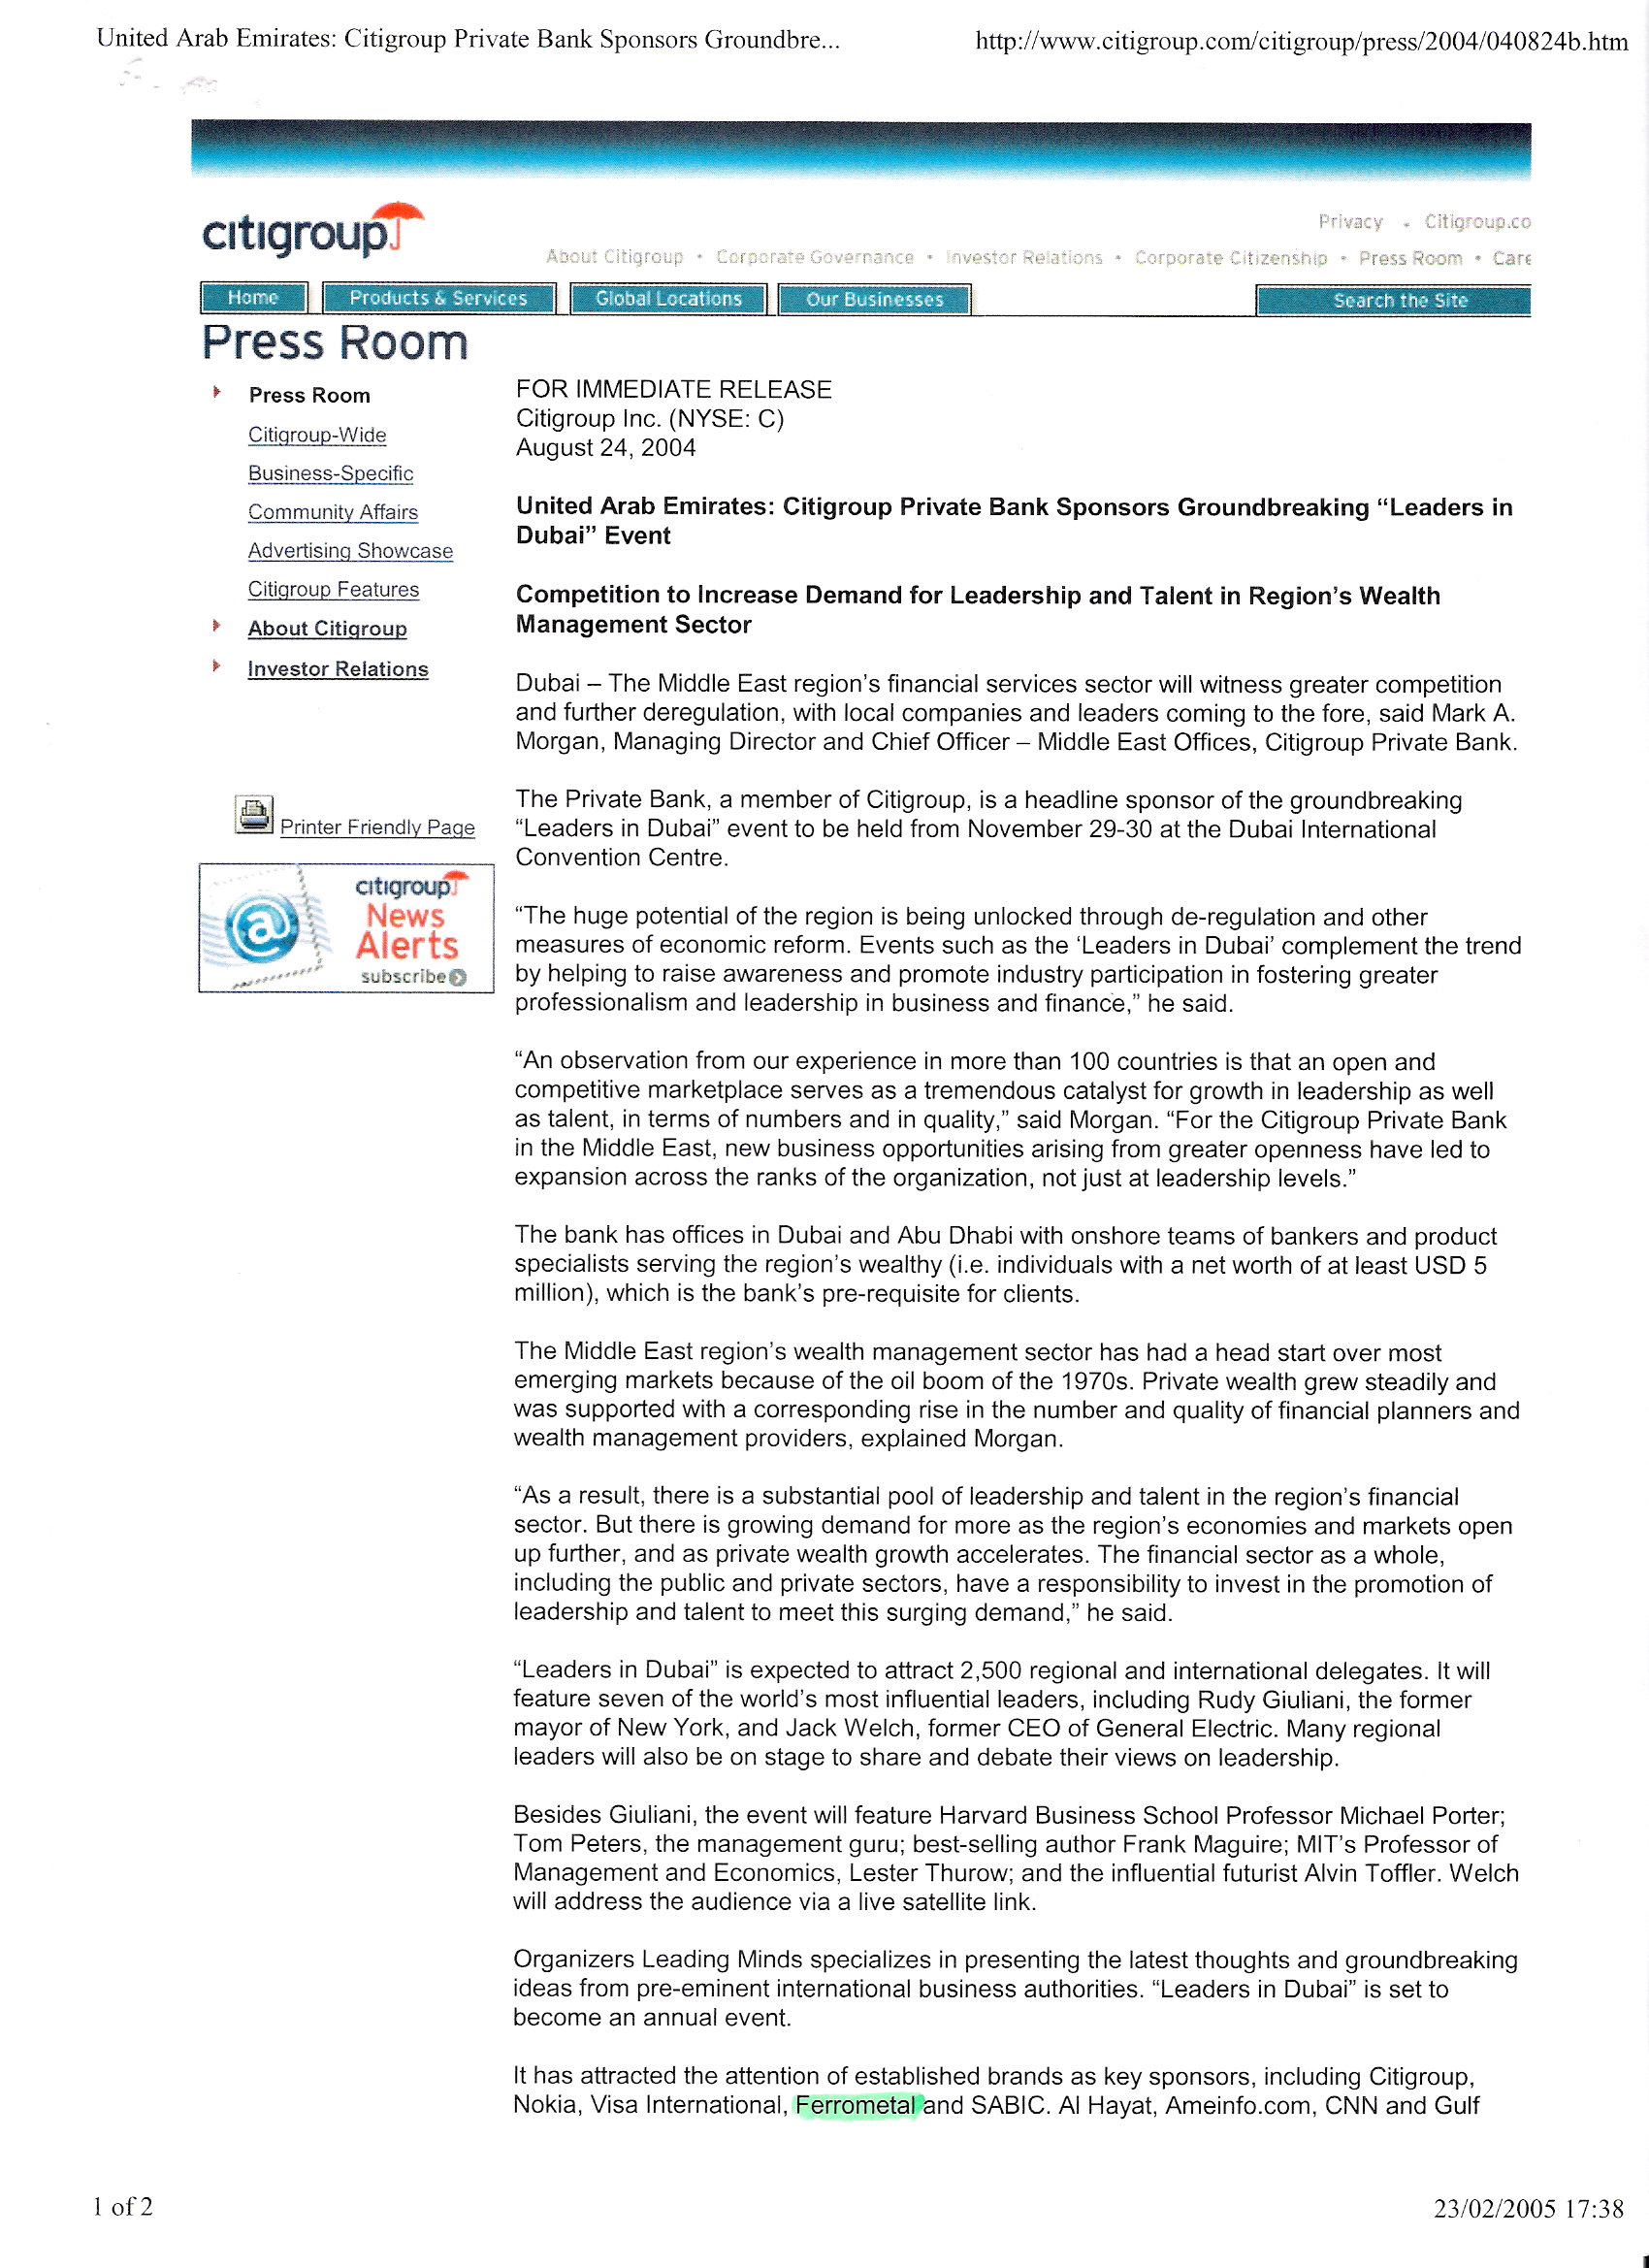 United Arab Emirates: Citigroup Private Bank Sponsors Groundbre...
http://www.citigroup.com/citigroup/press/2004/040824b.htm
citigroup
Privacy • Citigroup.co
About Citigroup • Corporate Governance • Investor Relations • Corporate Citizenship • Press Room • Care
Home
Products & Services
Global Locations
Our Businesses
Search the Site
Press Room
Press Room
Citigroup-Wide
Business-Specific
Community Affairs
Advertising Showcase
Citigroup Features
About Citigroup
Investor Relations
Printer Friendly Page
@
citigroup
News
Alerts
subscribe
FOR IMMEDIATE RELEASE
Citigroup Inc. (NYSE: C)
August 24, 2004
United Arab Emirates: Citigroup Private Bank Sponsors Groundbreaking “Leaders in
Dubai” Event
Competition to Increase Demand for Leadership and Talent in Region’s Wealth
Management Sector
Dubai – The Middle East region’s financial services sector will witness greater competition
and further deregulation, with local companies and leaders coming to the fore, said Mark A.
Morgan, Managing Director and Chief Officer – Middle East Offices, Citigroup Private Bank.
The Private Bank, a member of Citigroup, is a headline sponsor of the groundbreaking
“Leaders in Dubai” event to be held from November 29-30 at the Dubai International
Convention Centre.
“The huge potential of the region is being unlocked through de-regulation and other
measures of economic reform. Events such as the ‘Leaders in Dubai’ complement the trend
by helping to raise awareness and promote industry participation in fostering greater
professionalism and leadership in business and finance,” he said.
“An observation from our experience in more than 100 countries is that an open and
competitive marketplace serves as a tremendous catalyst for growth in leadership as well
as talent, in terms of numbers and in quality,” said Morgan. “For the Citigroup Private Bank
in the Middle East, new business opportunities arising from greater openness have led to
expansion across the ranks of the organization, not just at leadership levels.”
The bank has offices in Dubai and Abu Dhabi with onshore teams of bankers and product
specialists serving the region’s wealthy (i.e. individuals with a net worth of at least USD 5
million), which is the bank’s pre-requisite for clients.
The Middle East region’s wealth management sector has had a head start over most
emerging markets because of the oil boom of the 1970s. Private wealth grew steadily and
was supported with a corresponding rise in the number and quality of financial planners and
wealth management providers, explained Morgan.
“As a result, there is a substantial pool of leadership and talent in the region’s financial
sector. But there is growing demand for more as the region’s economies and markets open
up further, and as private wealth growth accelerates. The financial sector as a whole,
including the public and private sectors, have a responsibility to invest in the promotion of
leadership and talent to meet this surging demand,” he said.
“Leaders in Dubai” is expected to attract 2,500 regional and international delegates. It will
feature seven of the world’s most influential leaders, including Rudy Giuliani, the former
mayor of New York, and Jack Welch, former CEO of General Electric. Many regional
leaders will also be on stage to share and debate their views on leadership.
Besides Giuliani, the event will feature Harvard Business School Professor Michael Porter;
Tom Peters, the management guru; best-selling author Frank Maguire; MIT’s Professor of
Management and Economics, Lester Thurow; and the influential futurist Alvin Toffler. Welch
will address the audience via a live satellite link.
Organizers Leading Minds specializes in presenting the latest thoughts and groundbreaking
ideas from pre-eminent international business authorities. “Leaders in Dubai” is set to
become an annual event.
It has attracted the attention of established brands as key sponsors, including Citigroup,
Nokia, Visa International, Ferrometal and SABIC. Al Hayat, Ameinfo.com, CNN and Gulf
1 of 2
23/02/2005 17:38